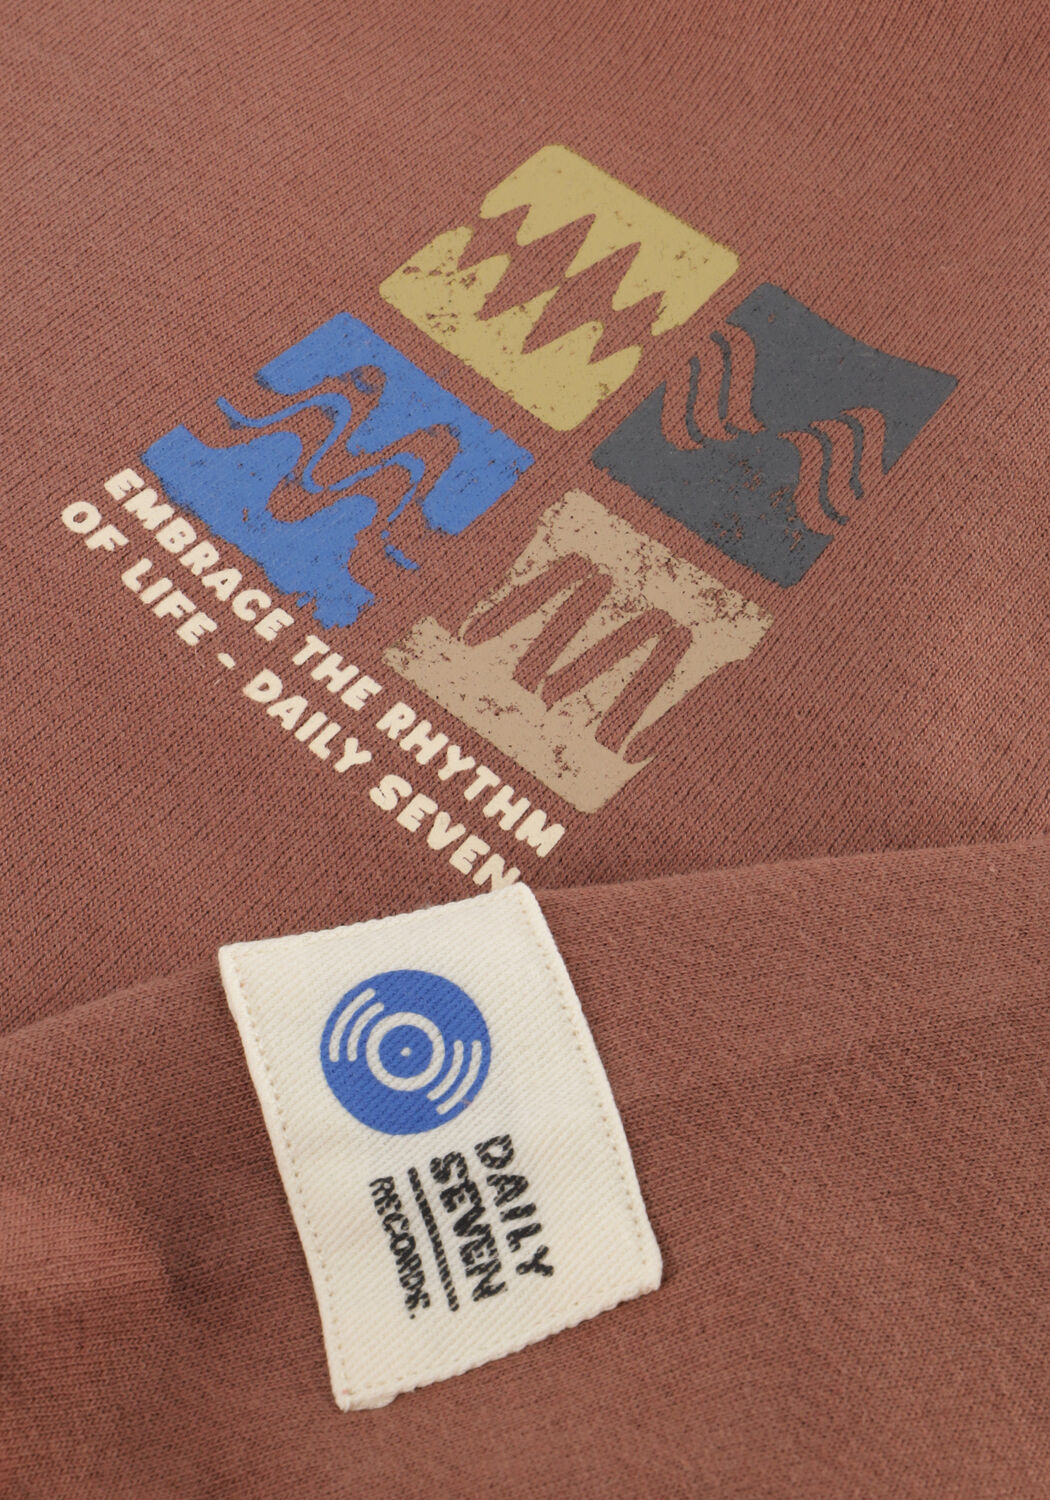 EMBRACE THE RHYTHM
OF LIFE - DAILY SEVEN
DAILY
SEVEN
RECORDS.